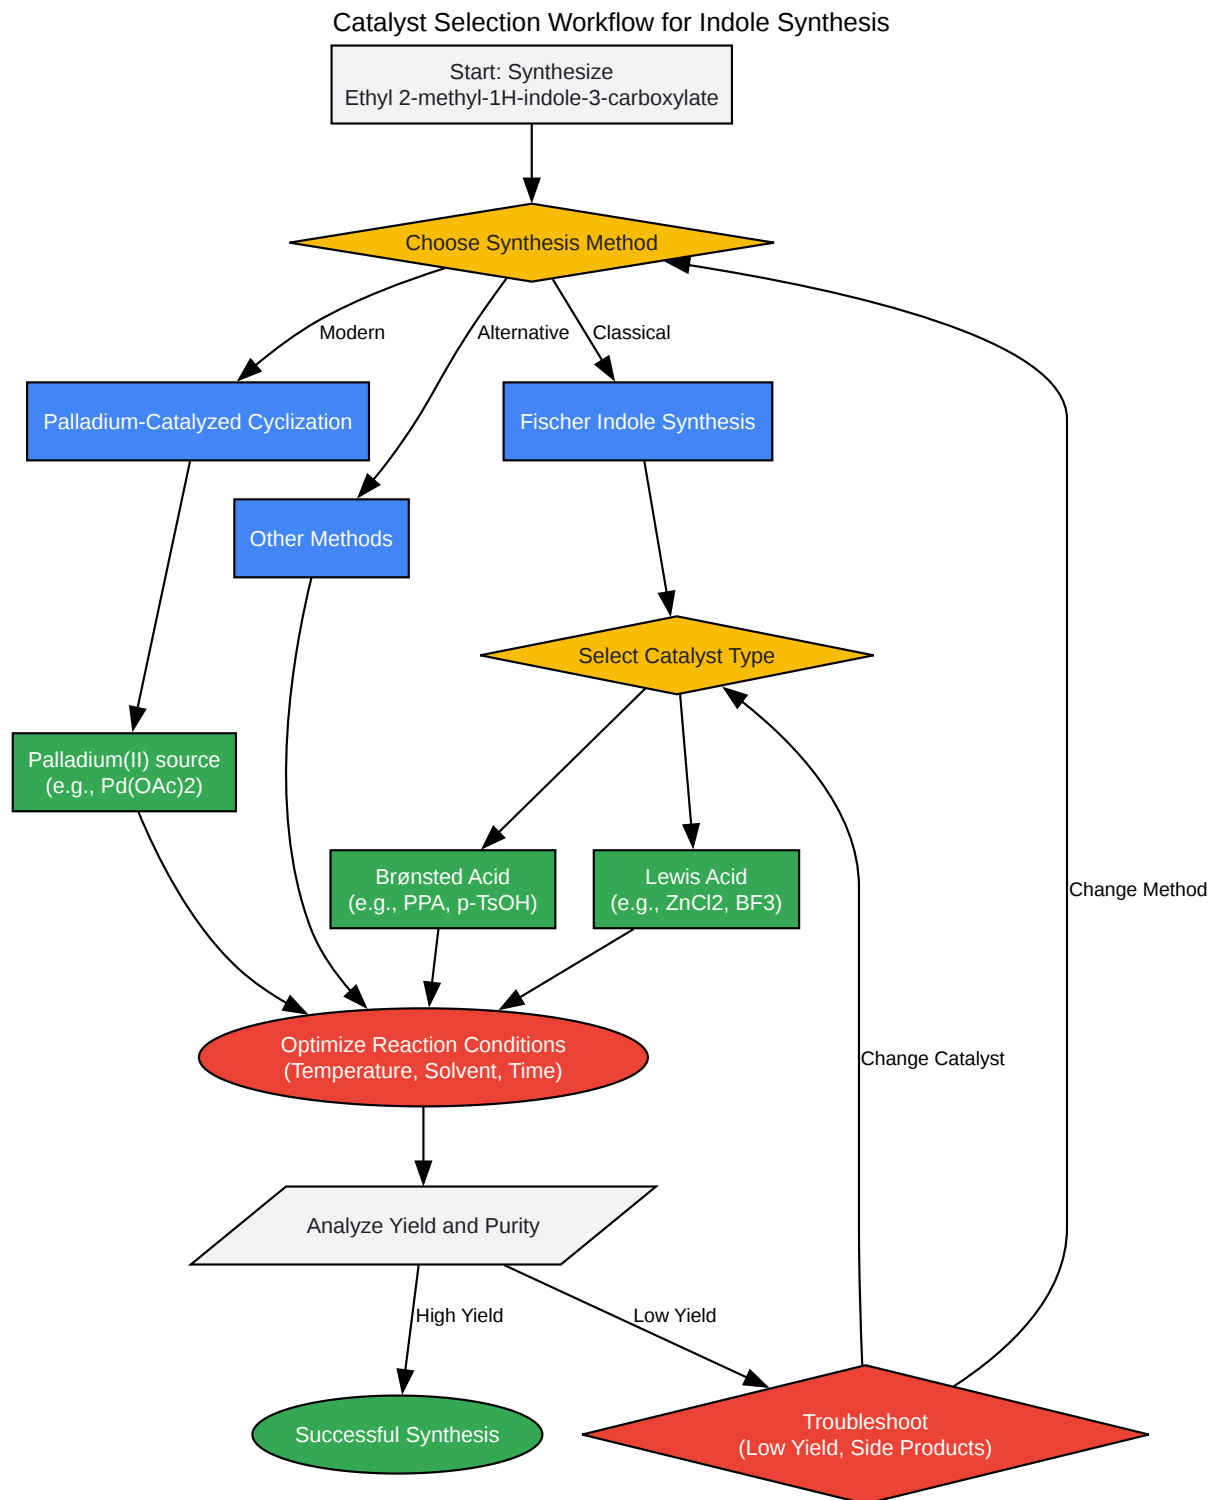 Catalyst Selection Workflow for Indole Synthesis
Start: Synthesize
Ethyl 2-methyl-1H-indole-3-carboxylate
Choose Synthesis Method
Modern
Alternative
Classical
Palladium-Catalyzed Cyclization
Fischer Indole Synthesis
Other Methods
Select Catalyst Type
Palladium(II) source
(e.g., Pd(OAc)2)
Brønsted Acid
(e.g., PPA, p-TsOH)
Lewis Acid
(e.g., ZnCl2, BF3)
Change Method
Optimize Reaction Conditions
(Temperature, Solvent, Time)
Change Catalyst
Analyze Yield and Purity
High Yield
Low Yield
Successful Synthesis
Troubleshoot
(Low Yield, Side Products)